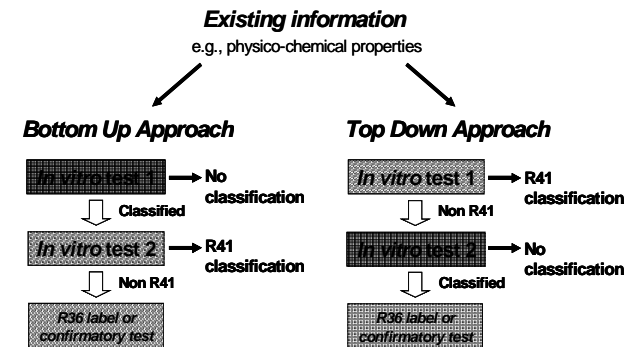 Existing information
e.g., physico-chemical properties
Bottom Up Approach
In vitro test 1
No
classification
Classified
In vitro test 2
R41
classification
Non R41
R36 label or
confirmatory test
Top Down Approach
In vitro test 1
R41
classification
Non R41
In vitro test 2
No
classification
Classified
R36 label or
confirmatory test